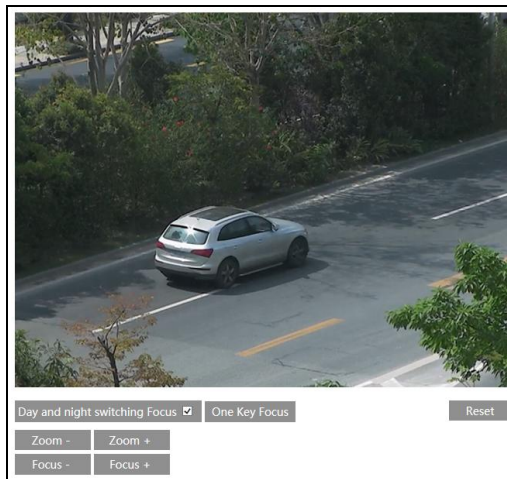 Day and night switching Focus One Key Focus Reset
Zoom - Zoom +
Focus - Focus +